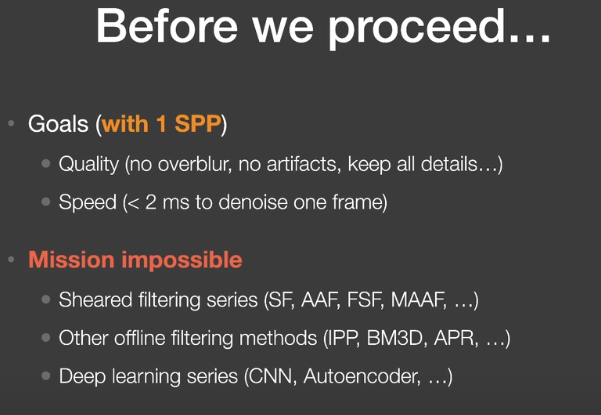 Before we proceed…
• Goals (with 1 SPP)
• Quality (no overblur, no artifacts, keep all details…)
• Speed (< 2 ms to denoise one frame)
• Mission impossible
• Sheared filtering series (SF, AAF, FSF, MAAF, …)
• Other offline filtering methods (IPP, BM3D, APR, …)
• Deep learning series (CNN, Autoencoder, …)